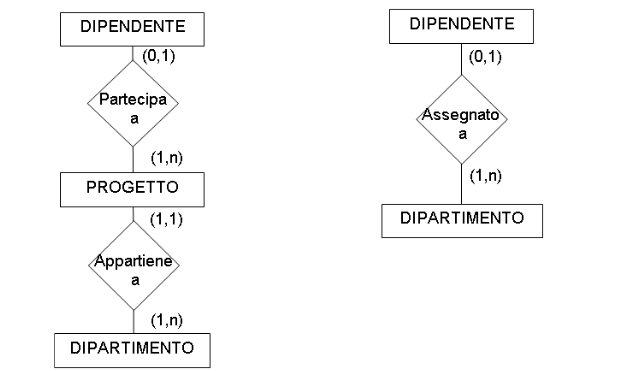 DIPENDENTE
(0,1)
Partecipa
a
(1,n)
PROGETTO
(1,1)
Appartiene
a
(1,n)
DIPARTIMENTO
DIPENDENTE
(0,1)
Assegnato
a
(1,n)
DIPARTIMENTO